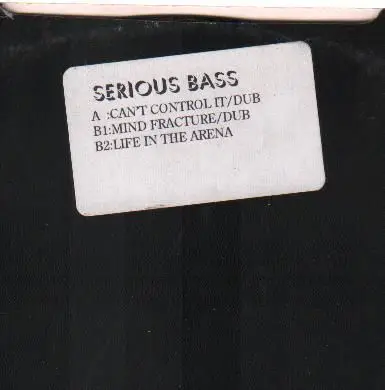 SERIOUS BASS
A :CAN'T CONTROL IT/DUB
B1:MIND FRACTURE/DUB
B2:LIFE IN THE ARENA